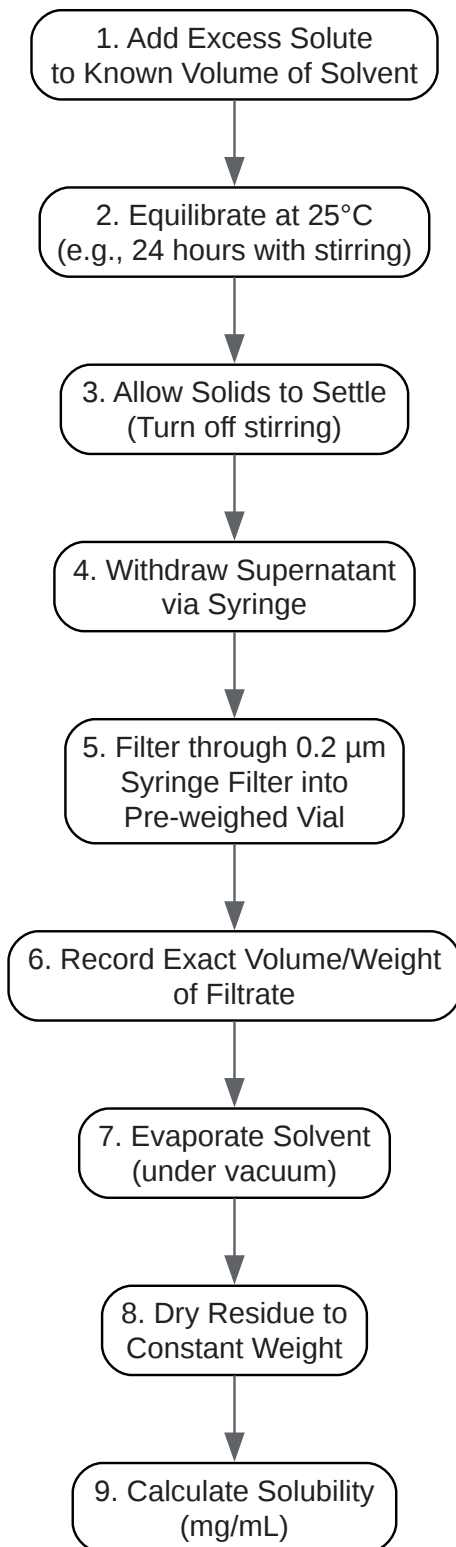 1. Add Excess Solute
to Known Volume of Solvent
2. Equilibrate at 25°C
(e.g., 24 hours with stirring)
3. Allow Solids to Settle
(Turn off stirring)
4. Withdraw Supernatant
via Syringe
5. Filter through 0.2 µm
Syringe Filter into
Pre-weighed Vial
6. Record Exact Volume/Weight
of Filtrate
7. Evaporate Solvent
(under vacuum)
8. Dry Residue to
Constant Weight
9. Calculate Solubility
(mg/mL)